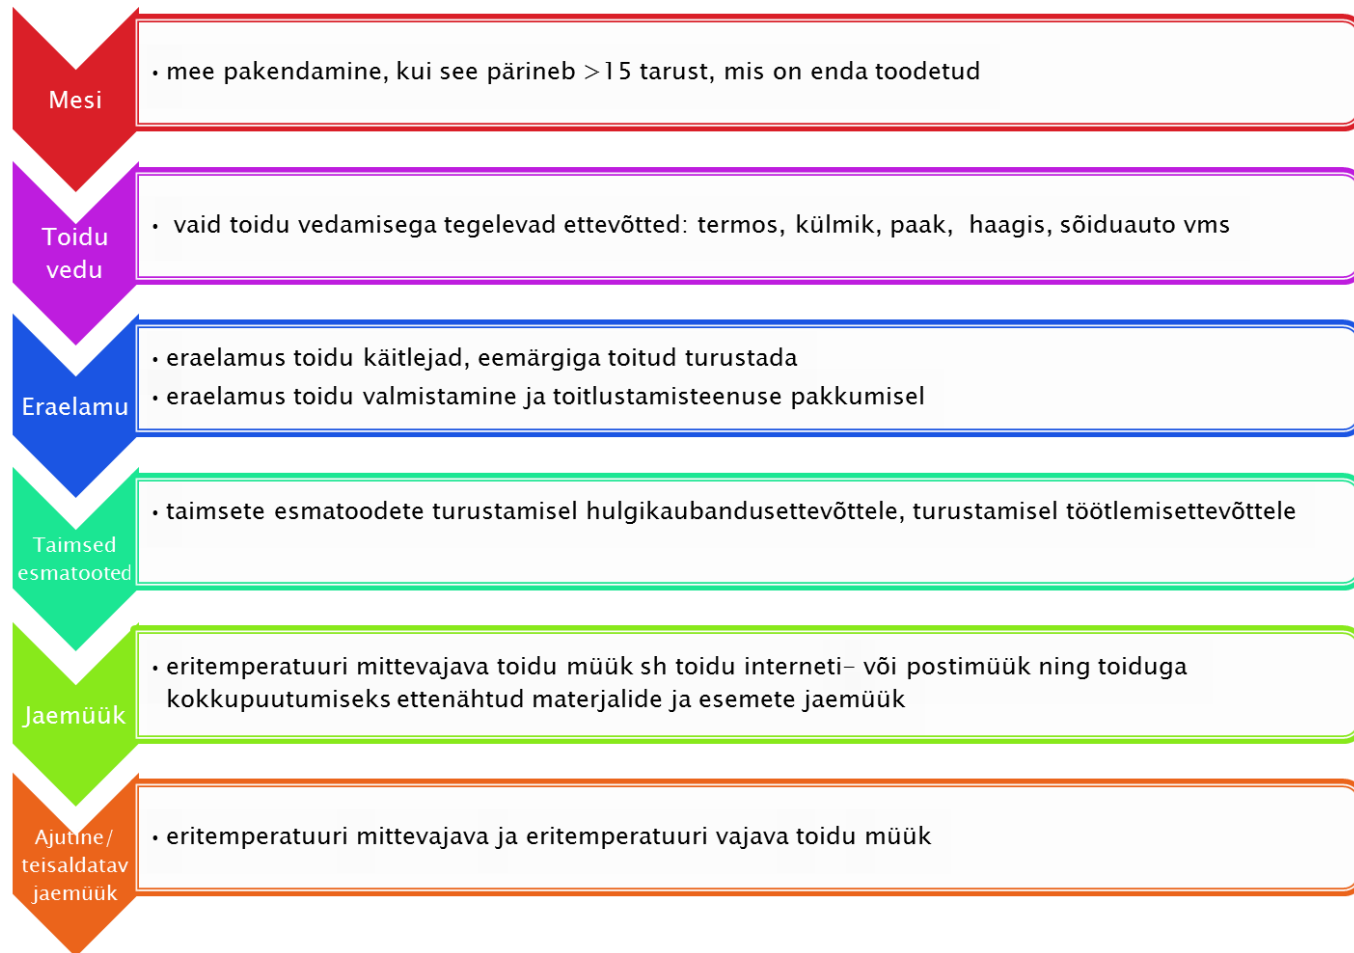 Mesi
• mee pakendamine, kui see pärineb >15 tarust, mis on enda toodetud
Toidu
vedu
• vaid toidu vedamisega tegelevad ettevõtted: termos, külmik, paak, haagis, sõiduauto vms
Eraelamu
• eraelamus toidu käitlejad, eemärgiga toitud turustada
• eraelamus toidu valmistamine ja toitlustamisteenuse pakkumisel
Taimsed
esmatooted
• taimsete esmatoodete turustamisel hulgikaubandusettevõttele, turustamisel töötlemisettevõttele
Jaemüük
• eritemperatuuri mittevajava toidu müük sh toidu interneti- või postimüük ning toiduga
kokkupuutumiseks ettenähtud materjalide ja esemete jaemüük
Ajutine/
teisaldatav
jaemüük
• eritemperatuuri mittevajava ja eritemperatuuri vajava toidu müük